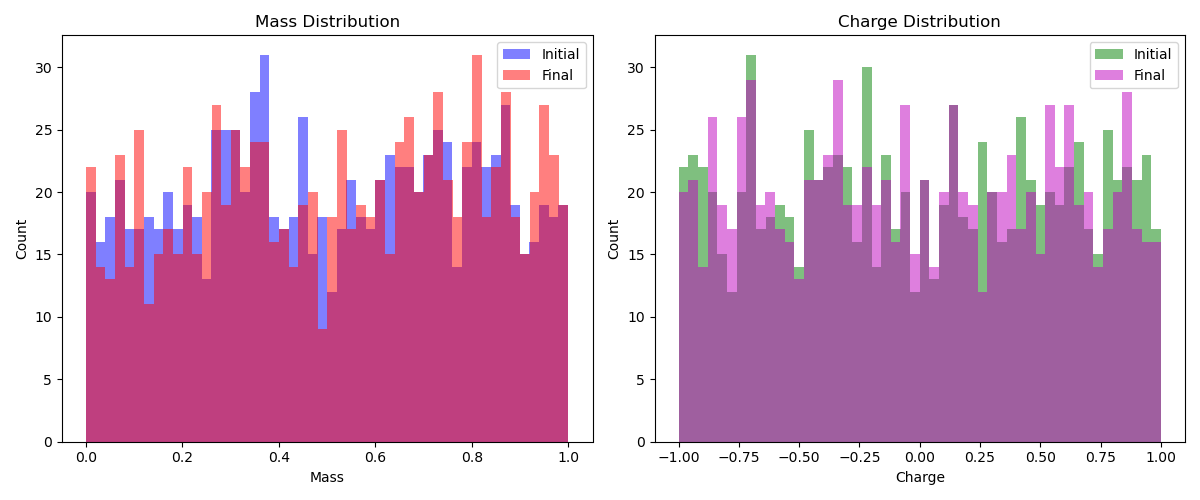 Mass Distribution
30
25
20
15
10
5
0
Count
0.0 0.2 0.4 0.6 0.8 1.0
Mass
Initial
Final
Charge Distribution
30
25
20
15
10
5
0
Count
−1.00 −0.75 −0.50 −0.25 0.00 0.25 0.50 0.75 1.00
Charge
Initial
Final